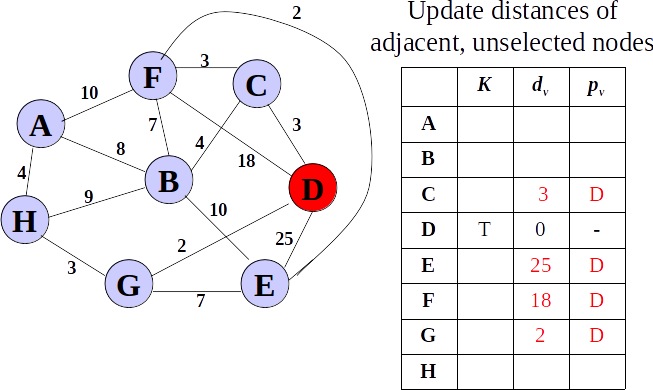 Update distances of
adjacent, unselected nodes
2
3
F
C
10
A
7
4
3
8
18
B
D
4
9
H
10
2
25
3
G
E
7
K dv pv
A
B
C 3 D
D T 0 -
E 25 D
F 18 D
G 2 D
H